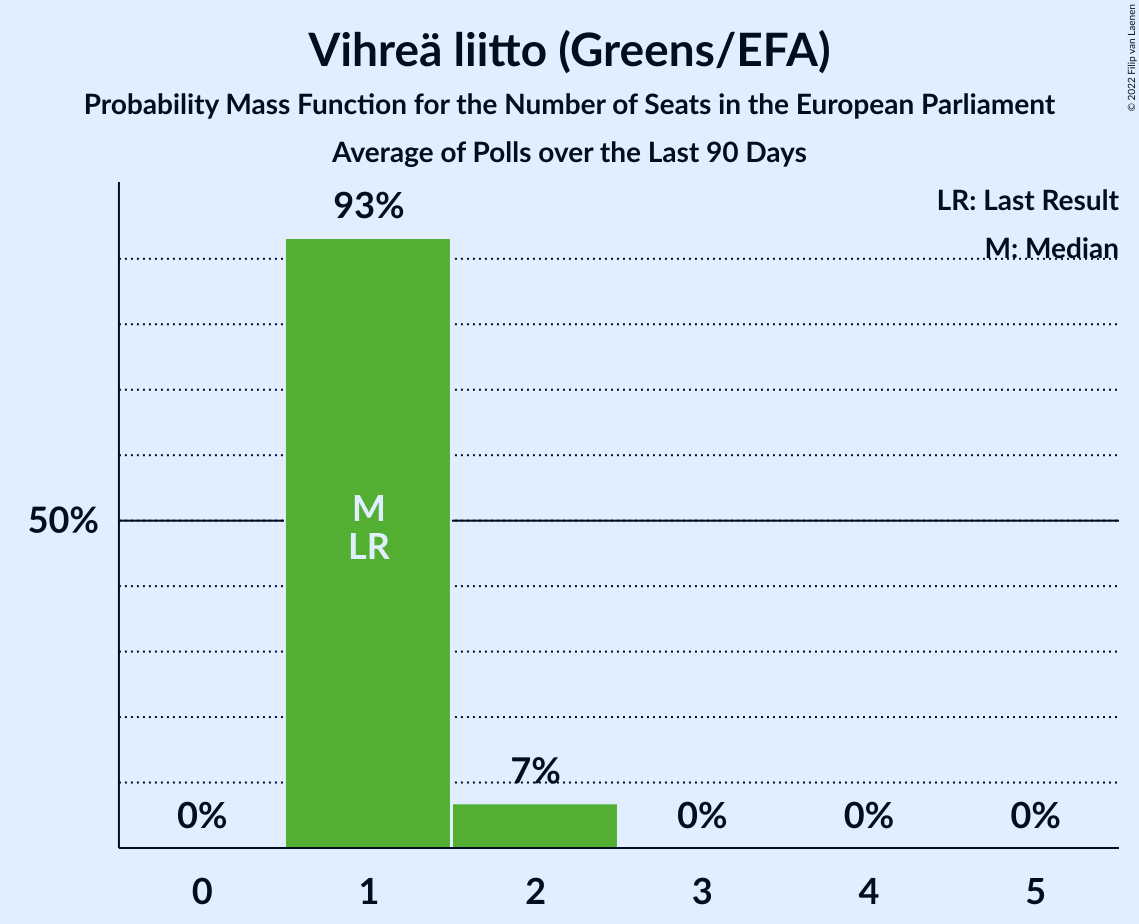 Vihreä liitto (Greens/EFA)
Probability Mass Function for the Number of Seats in the European Parliament
Average of Polls over the Last 90 Days
© 2022 Filip van Laenen
LR: Last Result
M: Median
93%
50%
M
LR
7%
0%
0%
0%
0%
0
1
2
3
4
5